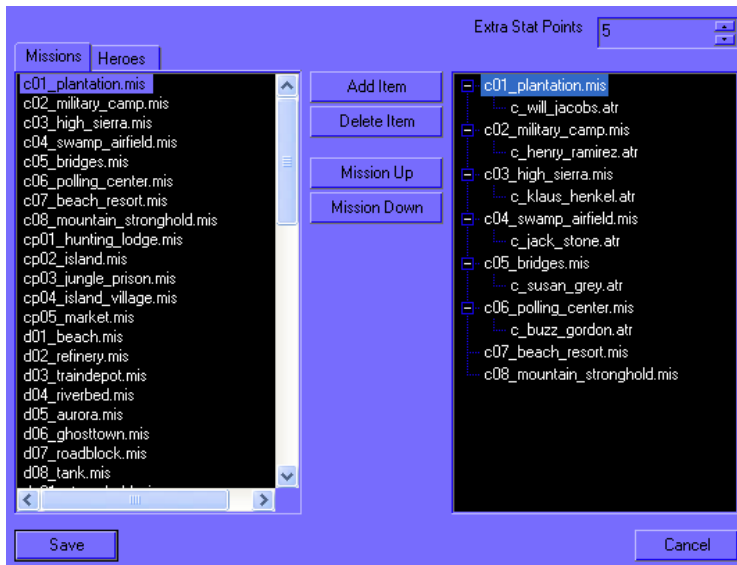 Extra Stat Points 5
Missions Heroes
c01_plantation.mis
c02_military_camp.mis
c03_high_sierra.mis
c04_swamp_airfield.mis
c05_bridges.mis
c06_polling_center.mis
c07_beach_resort.mis
c08_mountain_stronghold.mis
cp01_hunting_lodge.mis
cp02_island.mis
cp03_jungle_prison.mis
cp04_island_village.mis
cp05_market.mis
d01_beach.mis
d02_refinery.mis
d03_traindepot.mis
d04_riverbed.mis
d05_aurora.mis
d06_ghosttown.mis
d07_roadblock.mis
d08_tank.mis
Add Item
Delete Item
Mission Up
Mission Down
c01_plantation.mis
c_will_jacobs.atr
c02_military_camp.mis
c_henry_ramirez.atr
c03_high_sierra.mis
c_klaus_henkel.atr
c04_swamp_airfield.mis
c_jack_stone.atr
c05_bridges.mis
c_susan_grey.atr
c06_polling_center.mis
c_buzz_gordon.atr
c07_beach_resort.mis
c08_mountain_stronghold.mis
Save
Cancel